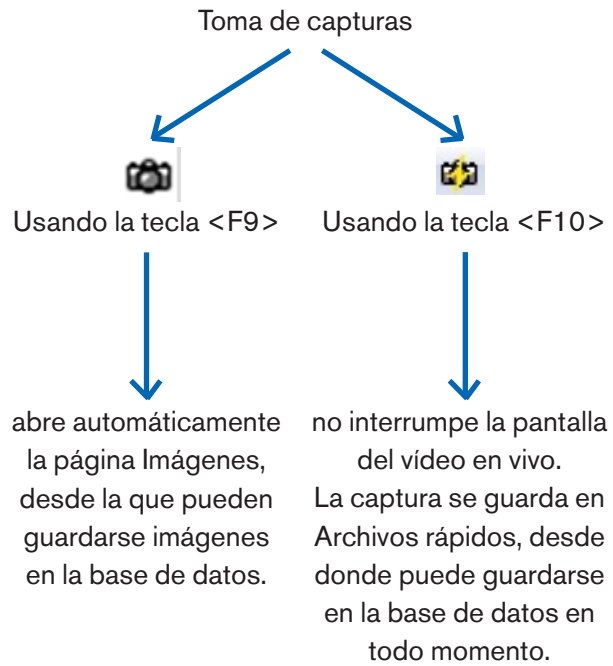 Toma de capturas
Usando la tecla <F9>
abre automáticamente
la página Imágenes,
desde la que pueden
guardarse imágenes
en la base de datos.
Usando la tecla <F10>
no interrumpe la pantalla
del vídeo en vivo.
La captura se guarda en
Archivos rápidos, desde
donde puede guardarse
en la base de datos en
todo momento.